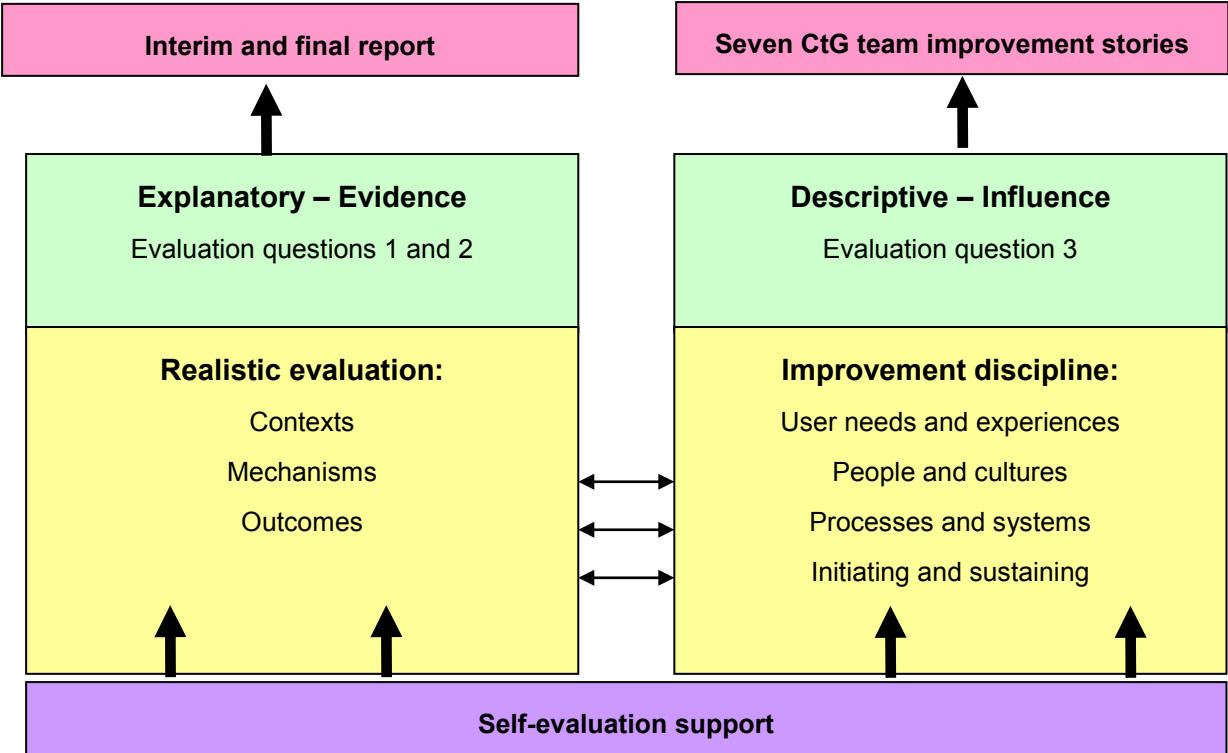 Interim and final report
Seven CtG team improvement stories
Explanatory – Evidence
Evaluation questions 1 and 2
Descriptive – Influence
Evaluation question 3
Realistic evaluation:
Contexts
Mechanisms
Outcomes
Improvement discipline:
User needs and experiences
People and cultures
Processes and systems
Initiating and sustaining
Self-evaluation support